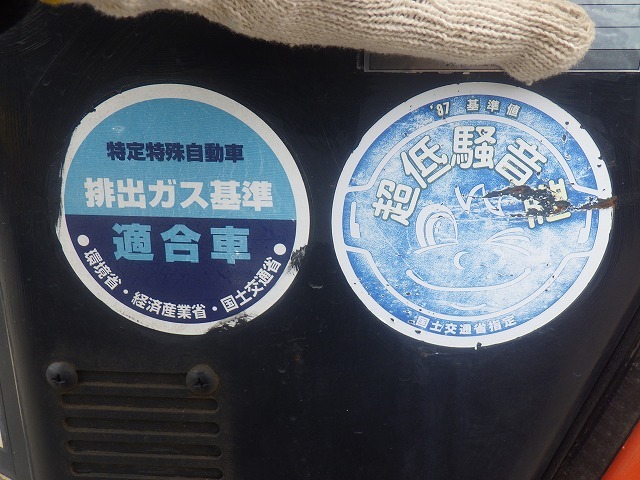 特定特殊自動車
排出ガス基準
適合車
・環境省・経済産業省・国土交通省・
'97 基準値
超低騒音型
国土交通省指定